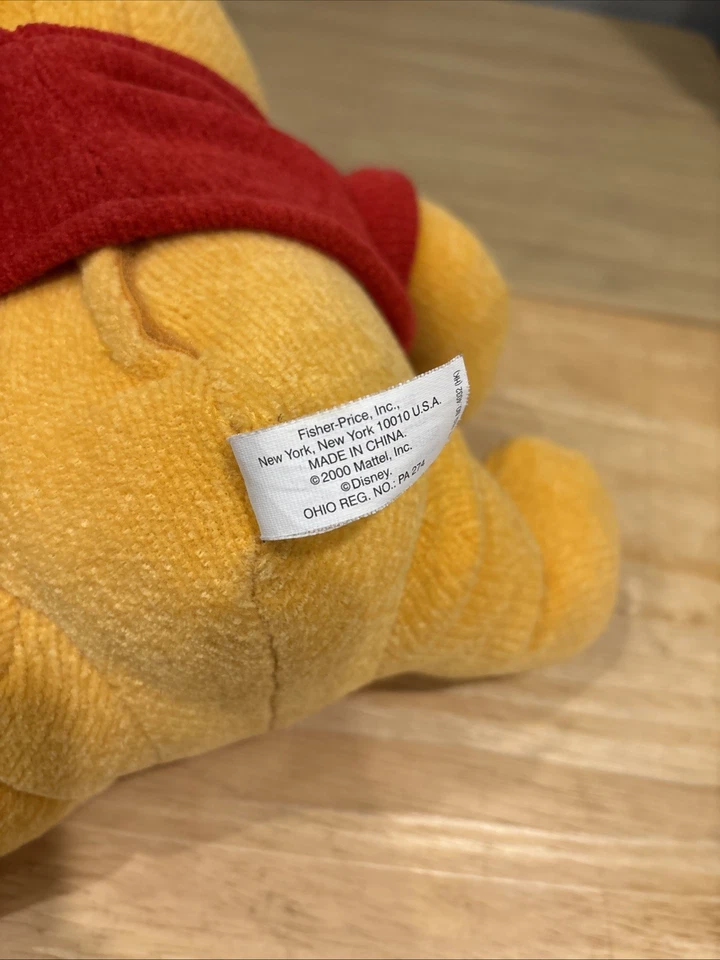 Fisher-Price, Inc.,
New York, New York 10010 U.S.A.
MADE IN CHINA.
©2000 Mattel, Inc.
©Disney.
OHIO REG. NO.: PA 274
(HK)